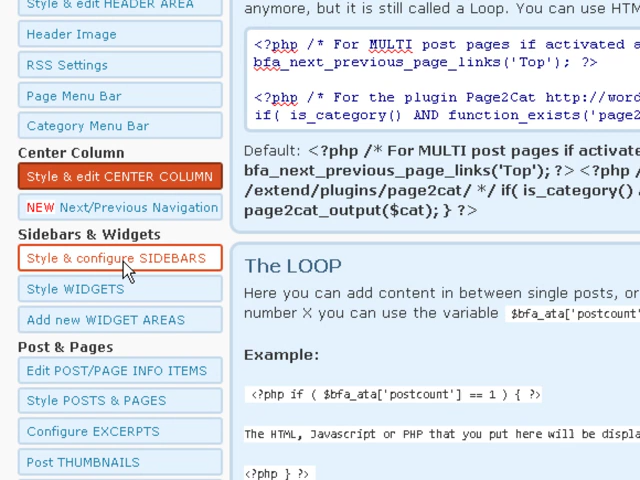 Style & edit HEADER AREA
Header Image
RSS Settings
Page Menu Bar
Category Menu Bar
Center Column
Style & edit CENTER COLUMN
NEW Next/Previous Navigation
Sidebars & Widgets
Style & configure SIDEBARS
Style WIDGETS
Add new WIDGET AREAS
Post & Pages
Edit POST/PAGE INFO ITEMS
Style POSTS & PAGES
Configure EXCERPTS
Post THUMBNAILS
anymore, but it is still called a Loop. You can use HTM
<?php /* For MULTI post pages if activated a
bfa_next_previous_page_links('Top'); ?>
<?php /* For the plugin Page2Cat http://word
if( is_category() AND function_exists('page2
Default: <?php /* For MULTI post pages if activate
bfa_next_previous_page_links('Top'); ?> <?php /
/extend/plugins/page2cat/ */ if( is_category()
page2cat_output($cat); } ?>
The LOOP
Here you can add content in between single posts, or
number X you can use the variable $bfa_ata['postcount'
Example:
<?php if ( $bfa_ata['postcount'] == 1 ) { ?>
The HTML, Javascript or PHP that you put here will be displa
<?php } ?>